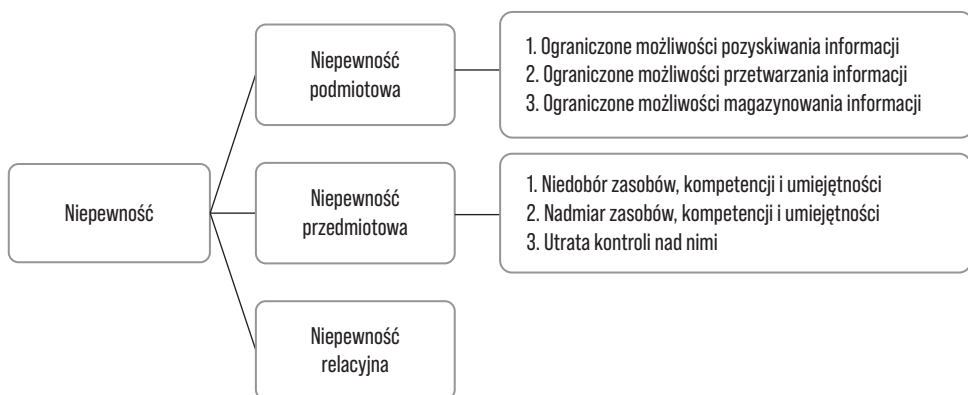 Niepewność
Niepewność
podmiotowa
1. Ograniczone możliwości pozyskiwania informacji
2. Ograniczone możliwości przetwarzania informacji
3. Ograniczone możliwości magazynowania informacji
Niepewność
przedmiotowa
1. Niedobór zasobów, kompetencji i umiejętności
2. Nadmiar zasobów, kompetencji i umiejętności
3. Utrata kontroli nad nimi
Niepewność
relacyjna